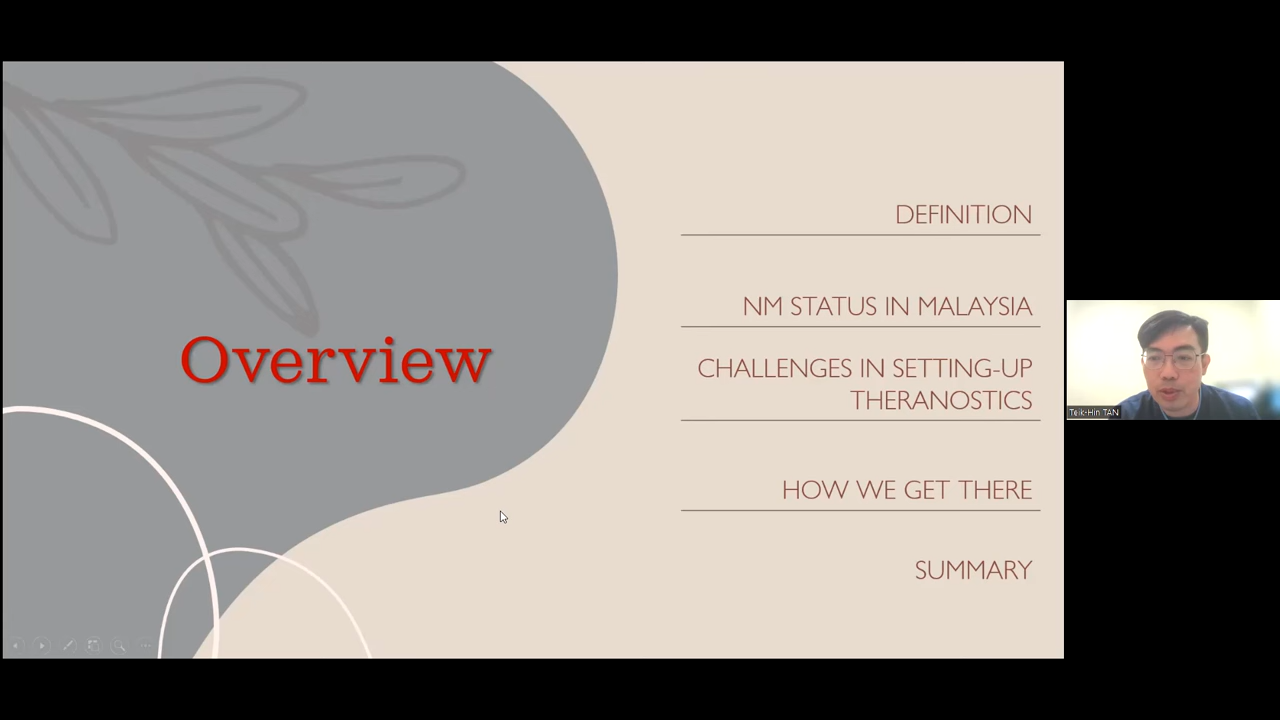 Overview
DEFINITION
NM STATUS IN MALAYSIA
CHALLENGES IN SETTING-UP
THERANOSTICS
HOW WE GET THERE
SUMMARY
Teik-Hin TAN